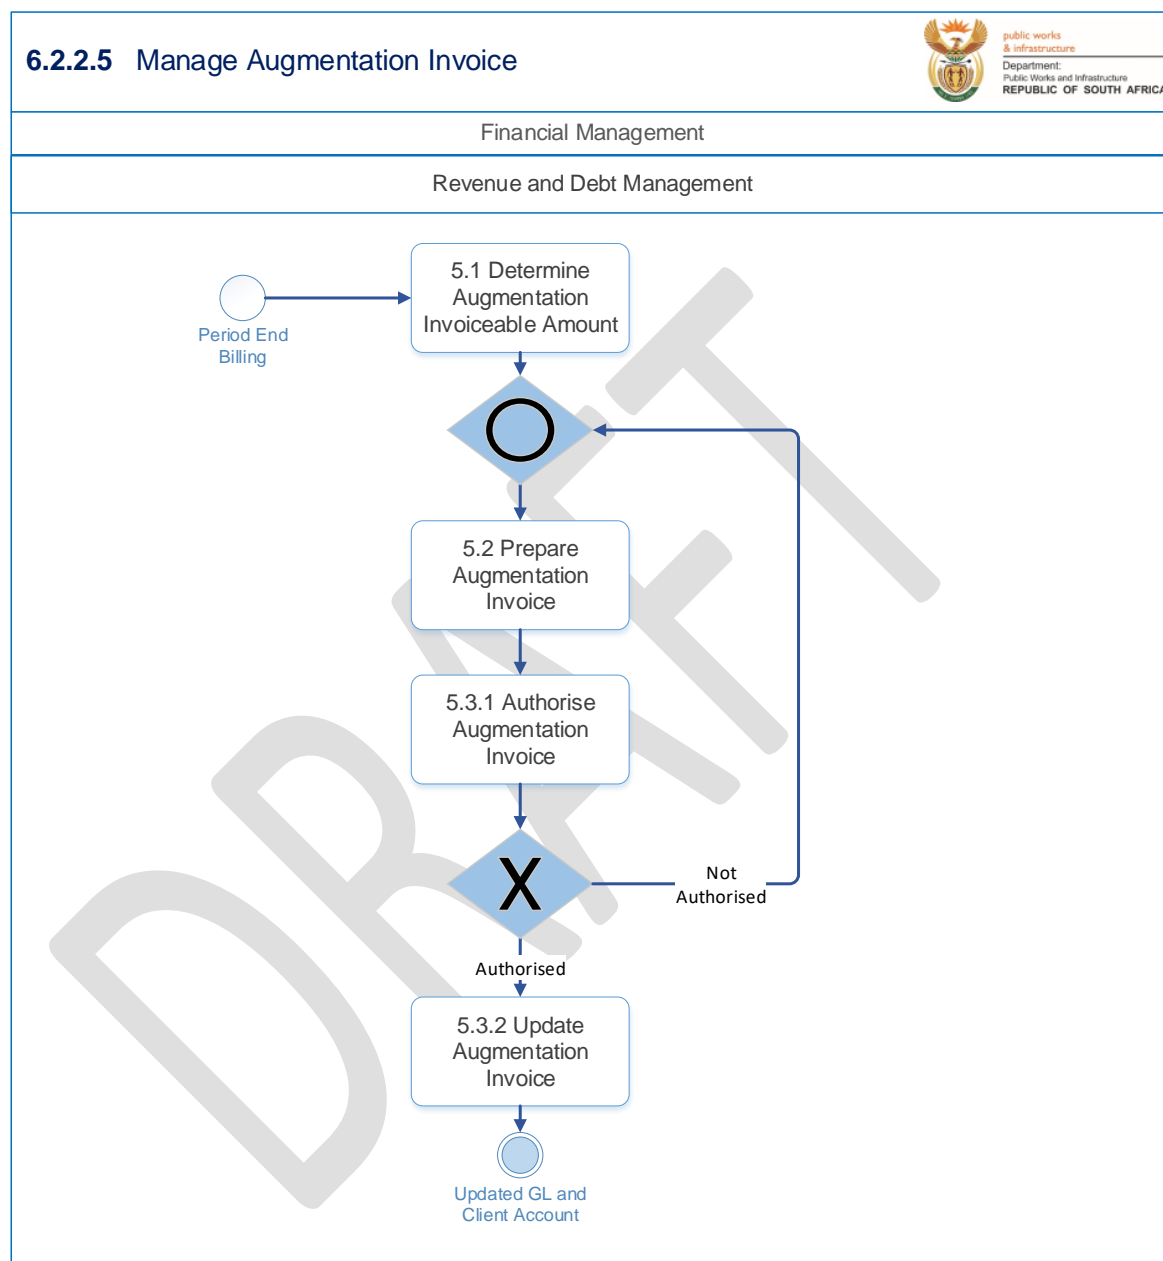 6.2.2.5 Manage Augmentation Invoice
public works
& infrastructure
Department:
Public Works and Infrastructure
REPUBLIC OF SOUTH AFRICA
Financial Management
Revenue and Debt Management
5.1 Determine
Augmentation
Invoiceable Amount
Period End
Billing
5.2 Prepare
Augmentation
Invoice
5.3.1 Authorise
Augmentation
Invoice
X
Not
Authorised
Authorised
5.3.2 Update
Augmentation
Invoice
Updated GL and
Client Account
DRAFT